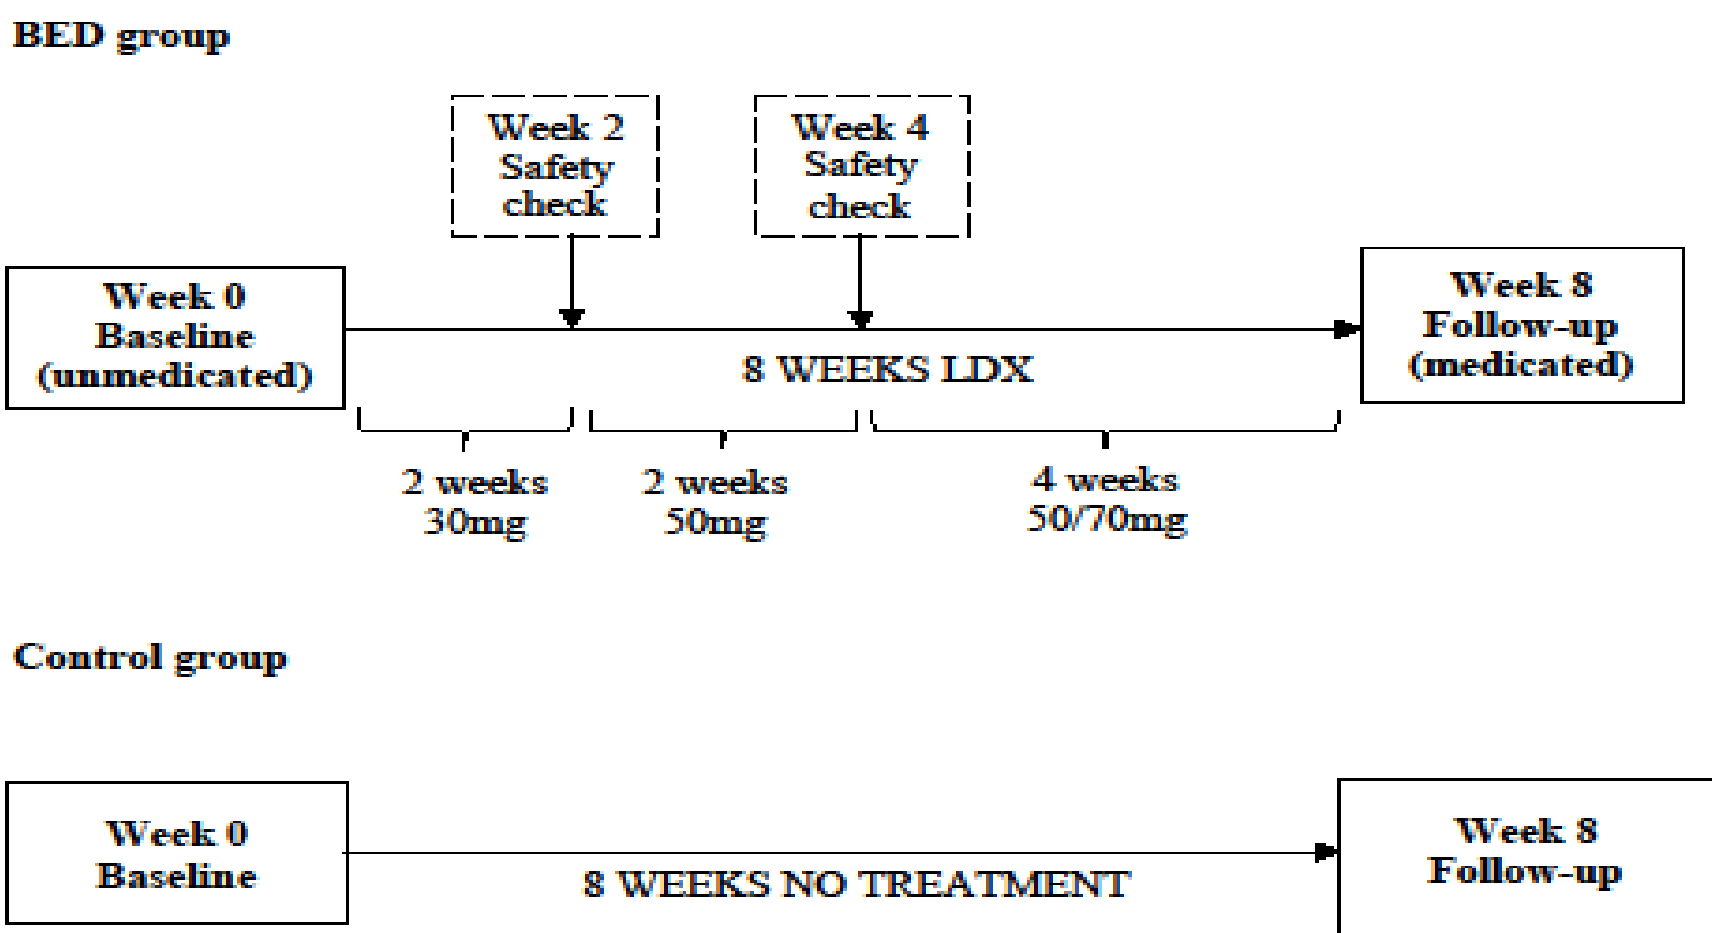 BED group
Week 2
Safety
check
Week 4
Safety
check
Week 0
Baseline
(unmedicated)
Week 8
Follow-up
(medicated)
8 WEEKS LDX
2 weeks
30mg
2 weeks
50mg
4 weeks
50/70mg
Control group
Week 0
Baseline
8 WEEKS NO TREATMENT
Week 8
Follow-up